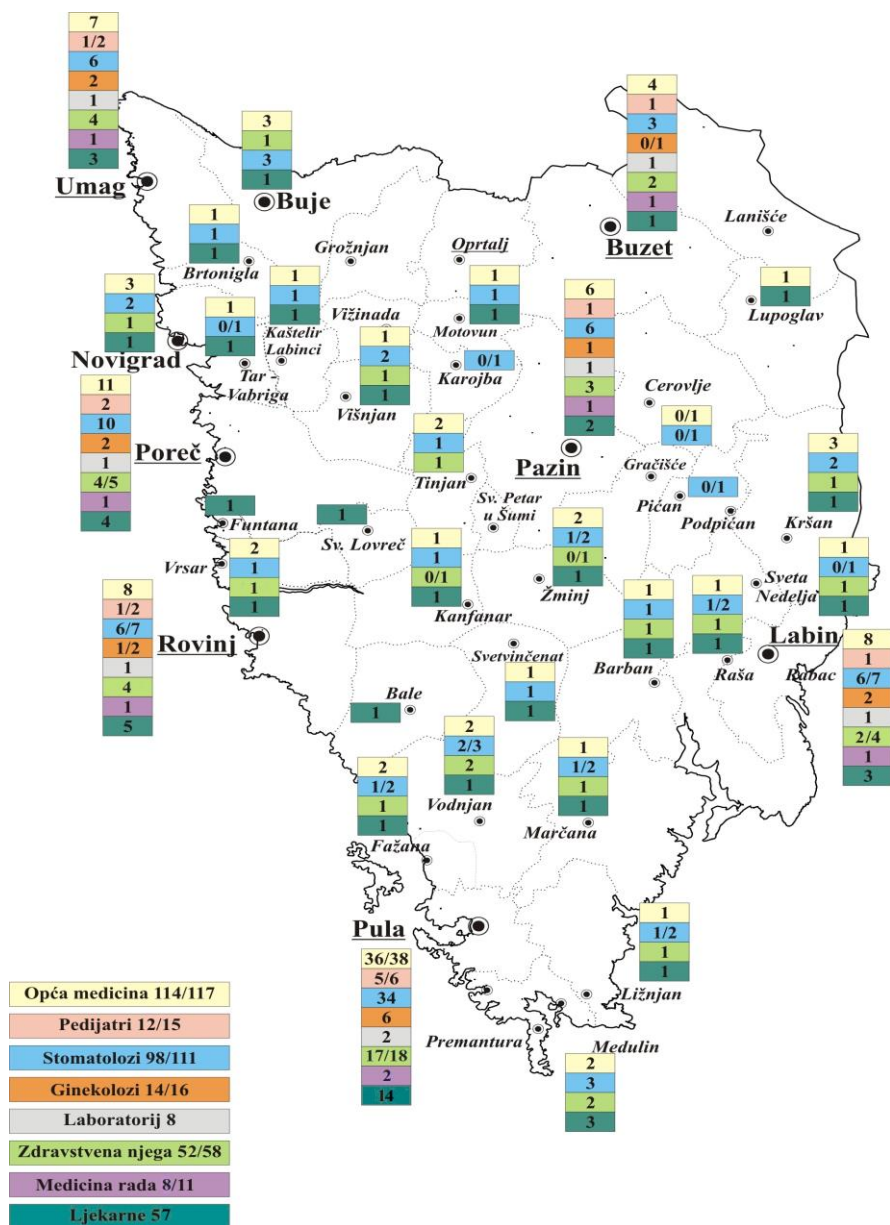 7
1/2
6
2
1
4
1
3
Umag
3
1
3
1
Buje
4
1
3
0/1
1
2
1
1
Buzet
Lanišće
1
1
1
Brtonigla
Grožnjan
Oprtalj
1
1
Lupoglav
3
2
1
1
Novigrad
1
0/1
1
Tar -
Vabriga
1
1
1
Kaštelir
Labinci
Vižinada
1
2
1
1
Višnjan
1
1
1
Motovun
0/1
Karojba
6
1
6
1
1
3
1
2
Pazin
Cerovlje
0/1
0/1
Gračišće
11
2
10
2
1
4/5
1
4
Poreč
2
1
1
Tinjan
Sv. Petar
u Šumi
0/1
Pićan
Podpićan
3
2
1
1
Kršan
1
Funtana
1
Sv. Lovreč
Vrsar
2
1
1
1
1
1
0/1
1
Kanfanar
2
1/2
0/1
1
Žminj
1
0/1
1
1
Sveta
Nedelja
8
1/2
6/7
1/2
1
4
1
5
Rovinj
1
1
1
1
Barban
1
1/2
1
1
Raša
Labin
Rabac
8
1
6/7
2
1
2/4
1
3
Svetvinčenat
1
1
1
1
Bale
2
2/3
2
1
Vodnjan
1
1/2
1
1
Marčana
2
1/2
1
1
Fažana
Pula
36/38
5/6
34
6
2
17/18
2
14
1
1/2
1
1
Ližnjan
Premantura
Medulin
2
3
2
3
Opća medicina 114/117
Pedijatri 12/15
Stomatolozi 98/111
Ginekolozi 14/16
Laboratorij 8
Zdravstvena njega 52/58
Medicina rada 8/11
Ljekarne 57